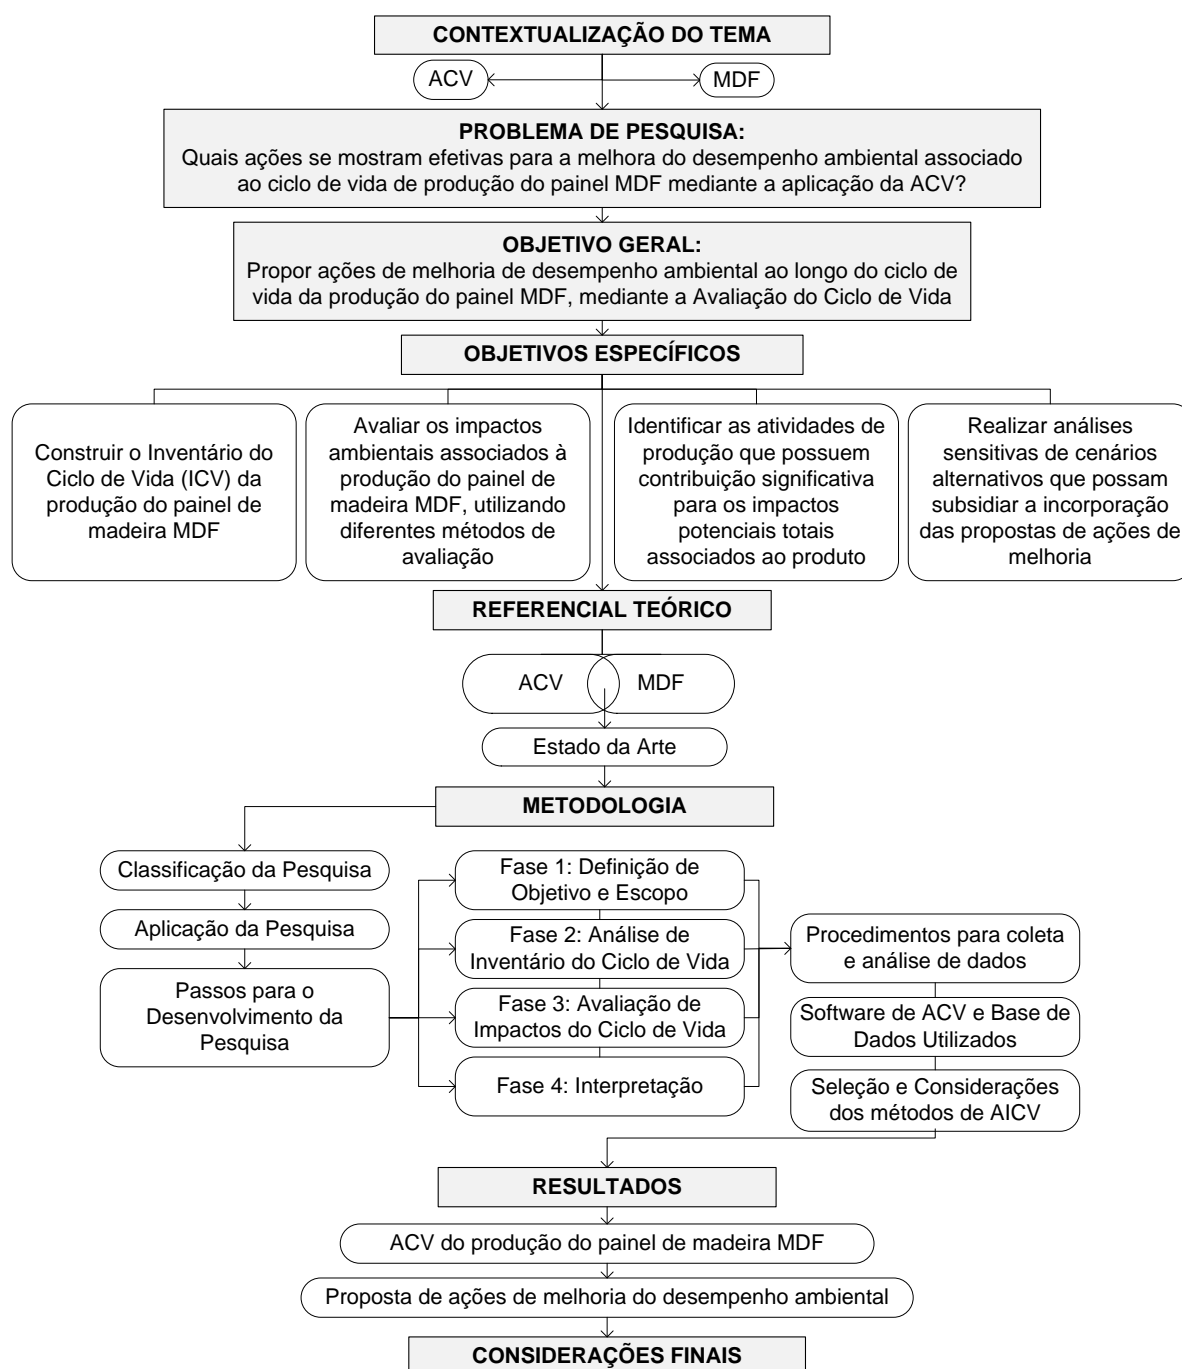 CONTEXTUALIZAÇÃO DO TEMA
ACV
MDF
PROBLEMA DE PESQUISA:
Quais ações se mostram efetivas para a melhora do desempenho ambiental associado
ao ciclo de vida de produção do painel MDF mediante a aplicação da ACV?
OBJETIVO GERAL:
Propor ações de melhoria de desempenho ambiental ao longo do ciclo de
vida da produção do painel MDF, mediante a Avaliação do Ciclo de Vida
OBJETIVOS ESPECÍFICOS
Construir o Inventário do
Ciclo de Vida (ICV) da
produção do painel de
madeira MDF
Avaliar os impactos
ambientais associados à
produção do painel de
madeira MDF, utilizando
diferentes métodos de
avaliação
Identificar as atividades de
produção que possuem
contribuição significativa
para os impactos
potenciais totais
associados ao produto
Realizar análises
sensitivas de cenários
alternativos que possam
subsidiar a incorporação
das propostas de ações de
melhoria
REFERENCIAL TEÓRICO
ACV
MDF
Estado da Arte
METODOLOGIA
Classificação da Pesquisa
Aplicação da Pesquisa
Passos para o
Desenvolvimento da
Pesquisa
Fase 1: Definição de
Objetivo e Escopo
Fase 2: Análise de
Inventário do Ciclo de Vida
Fase 3: Avaliação de
Impactos do Ciclo de Vida
Fase 4: Interpretação
Procedimentos para coleta
e análise de dados
Software de ACV e Base de
Dados Utilizados
Seleção e Considerações
dos métodos de AICV
RESULTADOS
ACV do produção do painel de madeira MDF
Proposta de ações de melhoria do desempenho ambiental
CONSIDERAÇÕES FINAIS